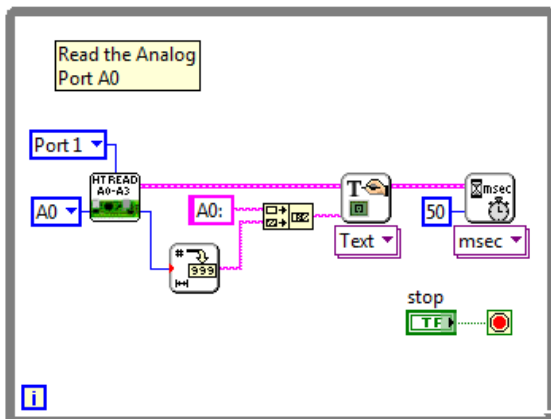 Read the Analog
Port A0
Port 1
HT READ
A0-A3
A0
A0:
#
999
T
Text
50
msec
msec
stop
TF
i